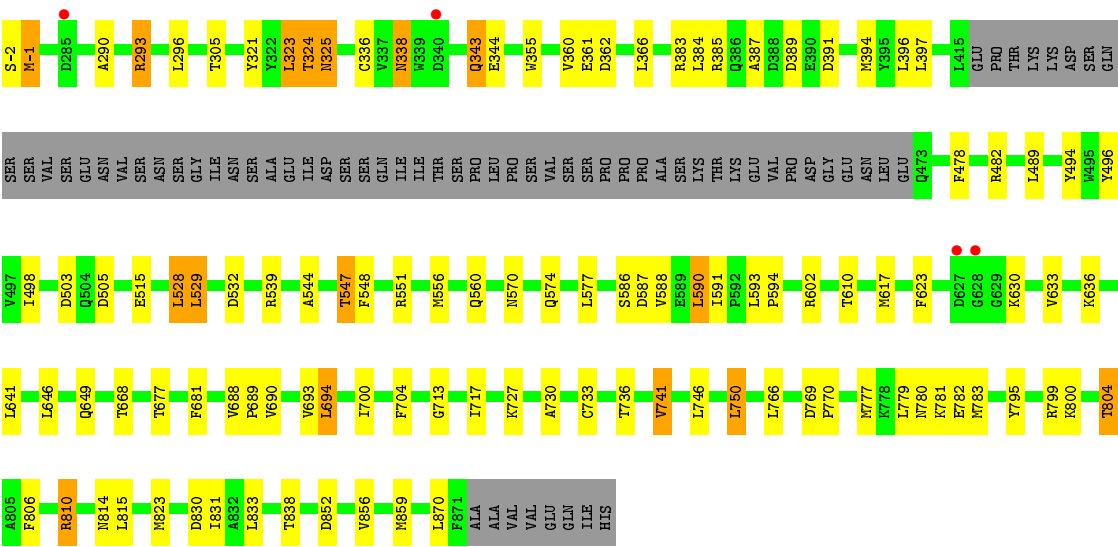 S-2 M-1 D285 A290 R293 L296 T305 Y321 Y322 L323 T324 N325 C336 V337 N338 W339 D340 Q343 E344 W355 V360 E361 D362 L366 R383 L384 R385 Q386 A387 D388 D389 E390 D391 M394 Y395 L396 L397 L415 GLU PRO THR LYS LYS ASP SER GLN
SER SER VAL SER GLU ASN VAL SER ASN SER GLY ILE ASN SER ALA GLU ILE ASP SER SER GLN ILE ILE THR SER PRO LEU PRO SER VAL SER SER PRO PRO PRO ALA SER LYS THR LYS GLU VAL PRO ASP GLY GLU ASN LEU GLU Q473 F478 R482 L489 Y494 W495 Y496
V497 I498 D503 Q504 D505 E515 L528 L529 D532 R539 A544 T547 F548 R551 M556 Q560 N570 Q574 L577 S586 D587 V588 E589 L590 I591 P592 L593 P594 R602 T610 M617 F623 D627 G628 G629 K630 V633 K636
L641 L646 Q649 T668 T677 F681 V688 P689 V690 V693 L694 I700 F704 G713 I717 K727 A730 C733 T736 V741 L746 L750 L766 D769 P770 M777 K778 L779 N780 K781 E782 M783 Y795 R799 K800 T804
A805 F806 R810 N814 L815 M823 D830 I831 A832 L833 T838 D852 V856 M859 L870 F871 ALA ALA VAL VAL GLU GLN ILE HIS